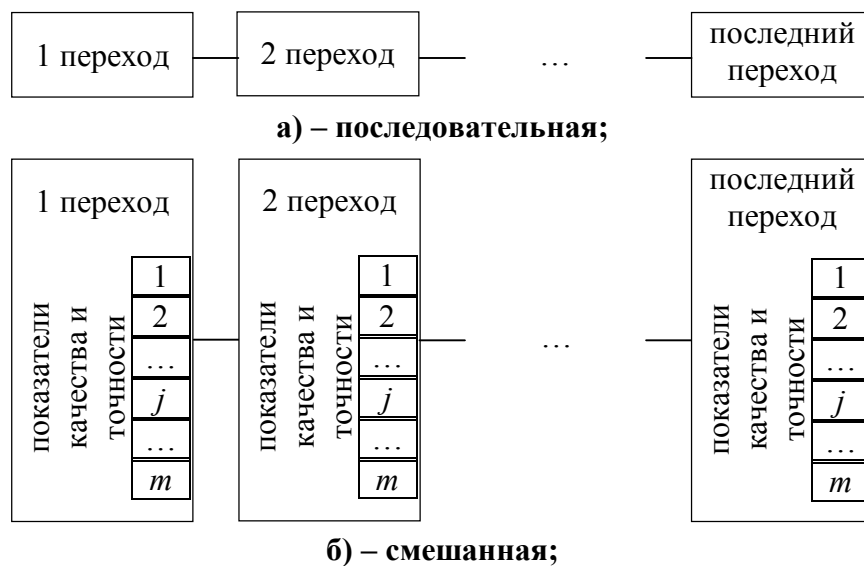 1 переход
2 переход
…
последний
переход
а) – последовательная;
1 переход
показатели
качества и
точности
1
2
…
j
…
m
2 переход
показатели
качества и
точности
1
2
…
j
…
m
…
последний
переход
показатели
качества и
точности
1
2
…
j
…
m
б) – смешанная;